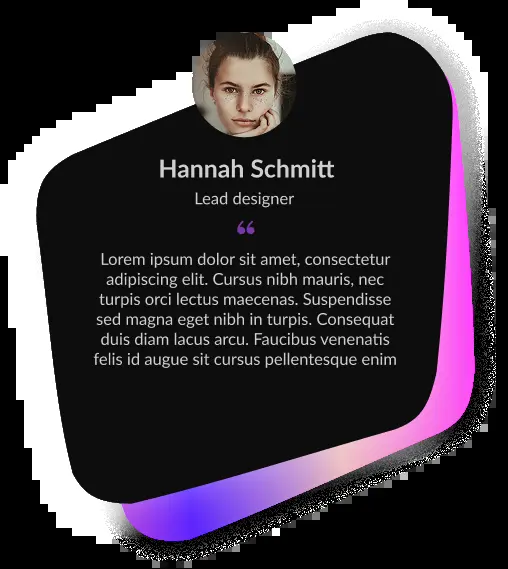 Hannah Schmitt
Lead designer
“
Lorem ipsum dolor sit amet, consectetur
adipiscing elit. Cursus nibh mauris, nec
turpis orci lectus maecenas. Suspendisse
sed magna eget nibh in turpis. Consequat
duis diam lacus arcu. Faucibus venenatis
felis id augue sit cursus pellentesque enim